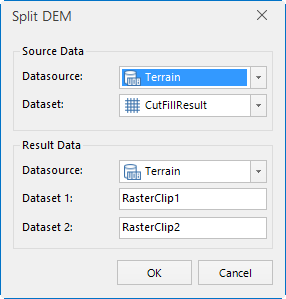 Split DEM
Source Data
Datasource: Terrain
Dataset: CutFillResult
Result Data
Datasource: Terrain
Dataset 1: RasterClip1
Dataset 2: RasterClip2
OK Cancel